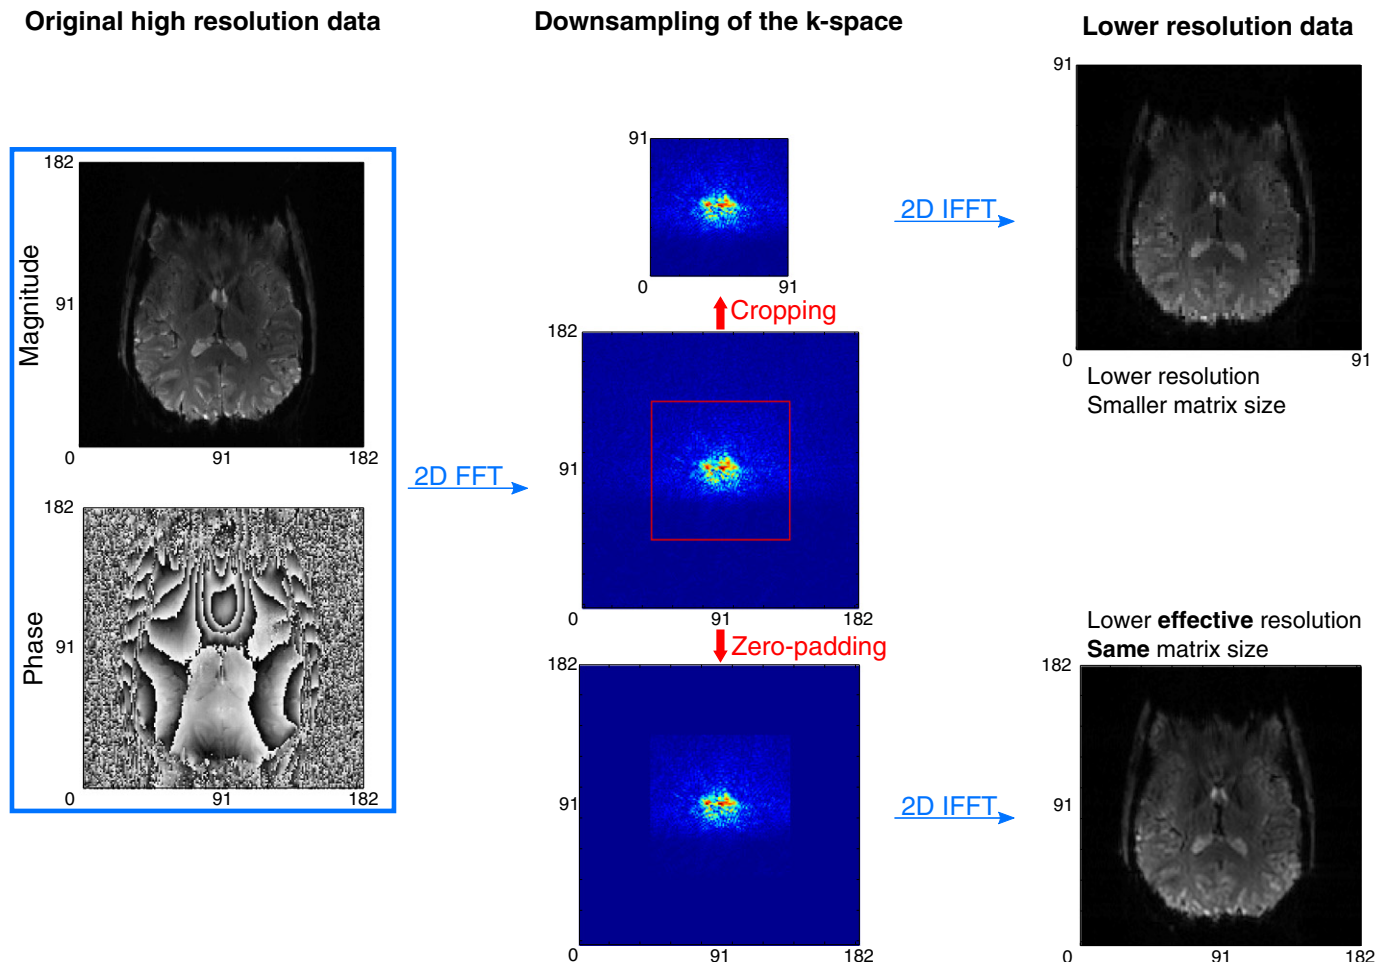 Original high resolution data
Downsampling of the k-space
Lower resolution data
182
91
0
91
182
Magnitude
182
91
0
91
182
Phase
2D FFT
91
0
91
Cropping
182
91
0
91
182
Zero-padding
182
91
0
91
182
2D IFFT
91
0
91
Lower resolution
Smaller matrix size
2D IFFT
Lower effective resolution
Same matrix size
182
91
0
91
182